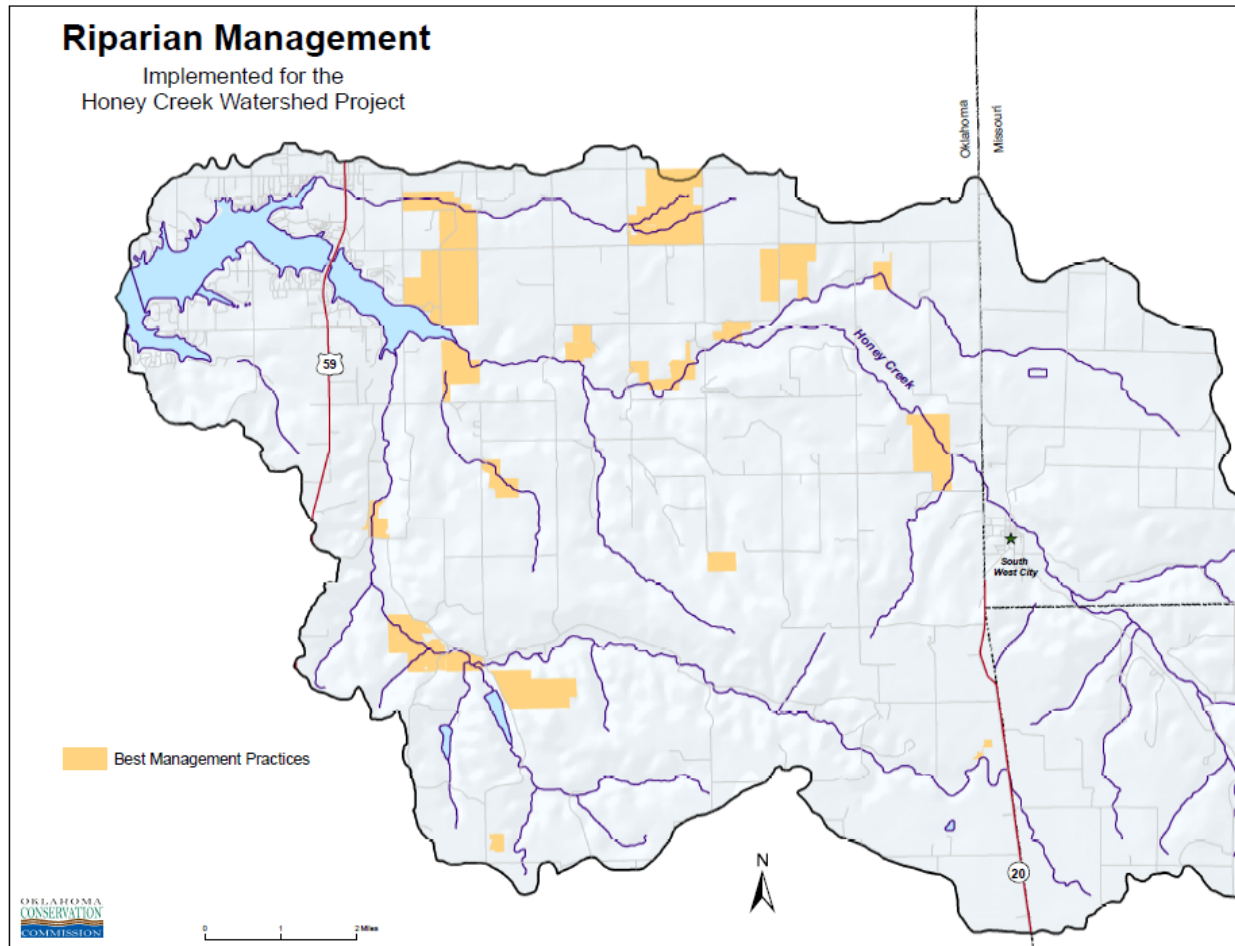 Riparian Management
Implemented for the
Honey Creek Watershed Project
Oklahoma
Missouri
59
Honey Creek
South
West City
Best Management Practices
20
N
OKLAHOMA
CONSERVATION
COMMISSION
0 1 2 Miles